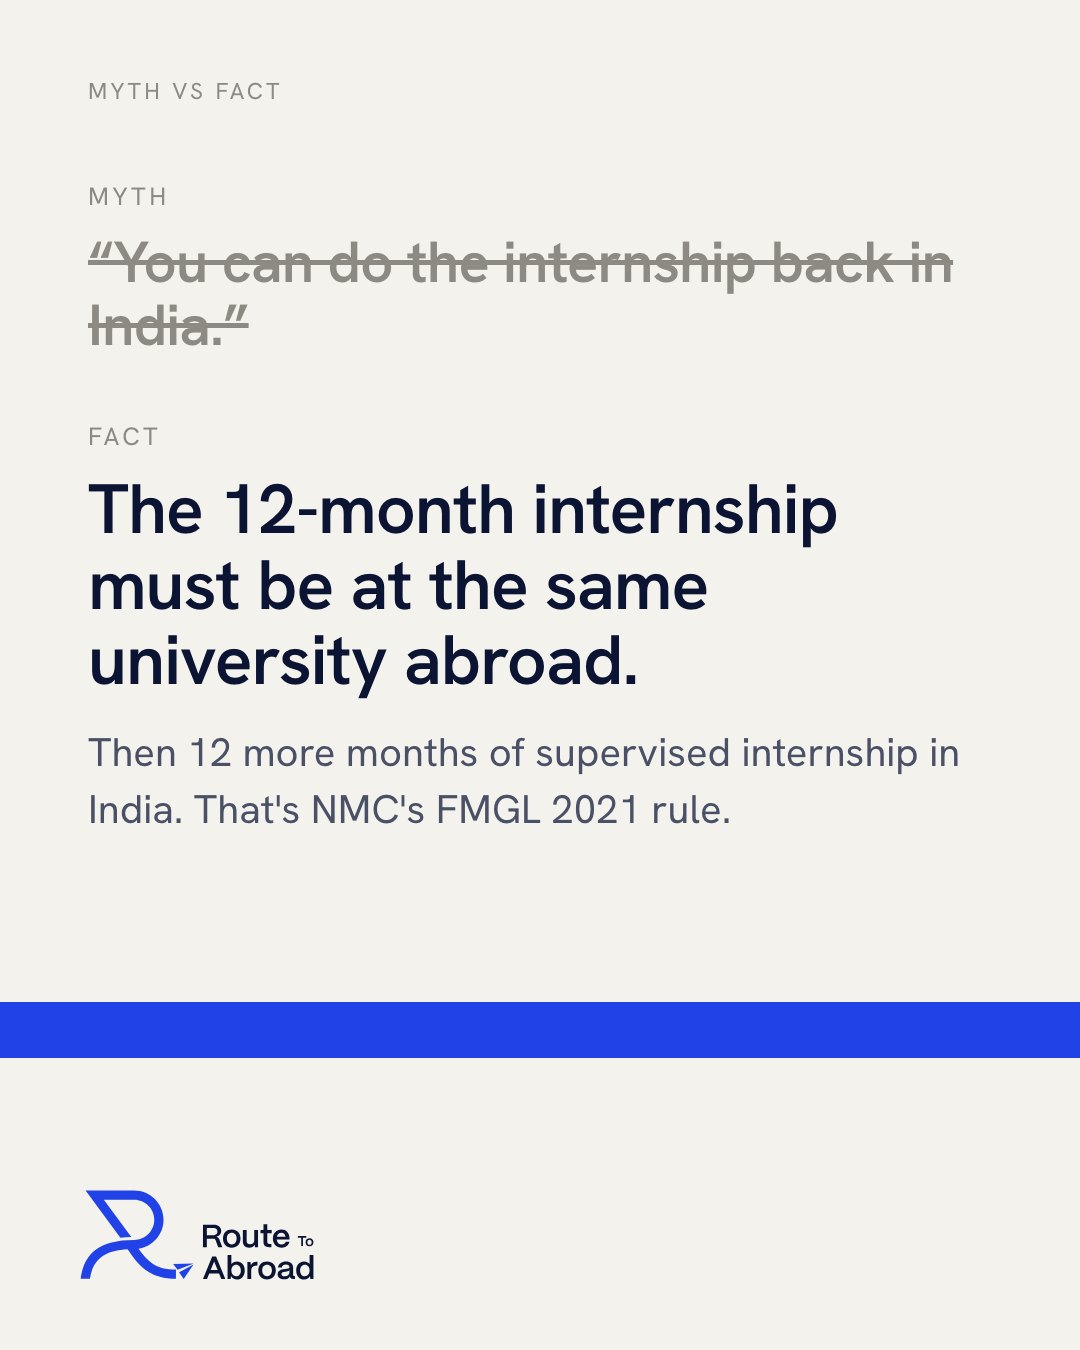 MYTH VS FACT
MYTH
“You can do the internship back in
India.”
FACT
The 12-month internship
must be at the same
university abroad.
Then 12 more months of supervised internship in
India. That's NMC's FMGL 2021 rule.
Route To
Abroad